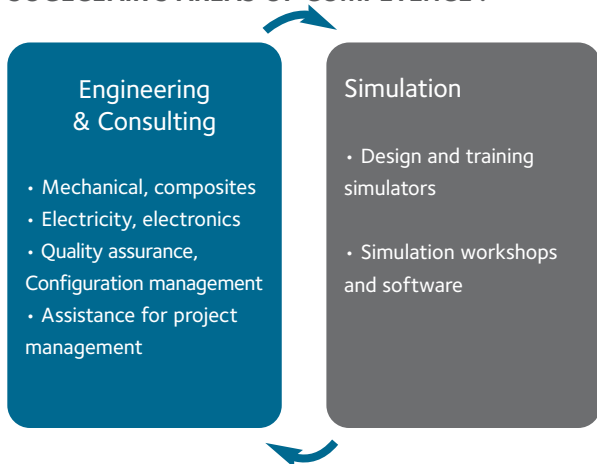 Engineering
& Consulting
• Mechanical, composites
• Electricity, electronics
• Quality assurance,
Configuration management
• Assistance for project
management
Simulation
• Design and training
simulators
• Simulation workshops
and software